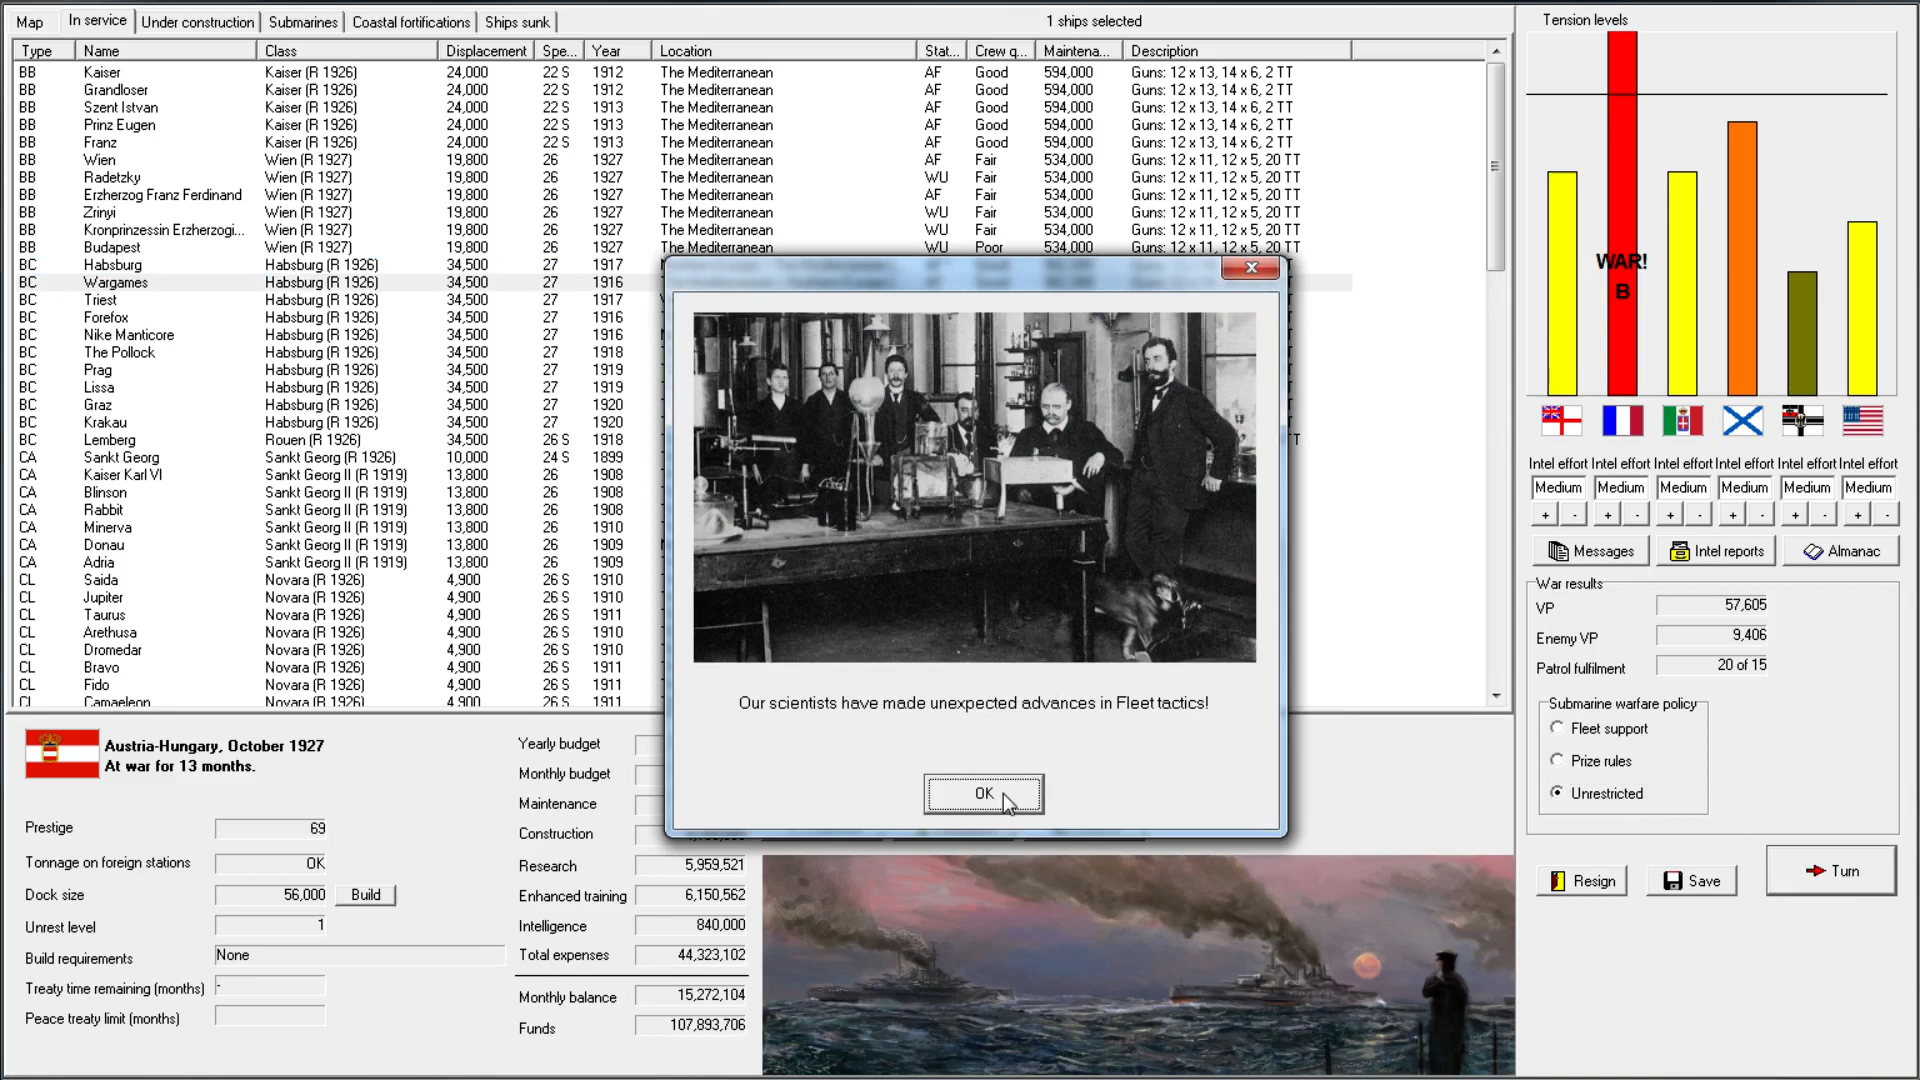 Map
In service
Under construction
Submarines
Coastal fortifications
Ships sunk
1 ships selected
Type Name Class Displacement Spe... Year Location Stat... Crew q... Maintena... Description
BB Kaiser Kaiser (R 1926) 24,000 22 S 1912 The Mediterranean AF Good 594,000 Guns: 12 x 13, 14 x 6, 2 TT
BB Grandloser Kaiser (R 1926) 24,000 22 S 1912 The Mediterranean AF Good 594,000 Guns: 12 x 13, 14 x 6, 2 TT
BB Szent Istvan Kaiser (R 1926) 24,000 22 S 1913 The Mediterranean AF Good 594,000 Guns: 12 x 13, 14 x 6, 2 TT
BB Prinz Eugen Kaiser (R 1926) 24,000 22 S 1913 The Mediterranean AF Good 594,000 Guns: 12 x 13, 14 x 6, 2 TT
BB Franz Kaiser (R 1926) 24,000 22 S 1913 The Mediterranean AF Good 594,000 Guns: 12 x 13, 14 x 6, 2 TT
BB Wien Wien (R 1927) 19,800 26 1927 The Mediterranean AF Fair 534,000 Guns: 12 x 11, 12 x 5, 20 TT
BB Radetzky Wien (R 1927) 19,800 26 1927 The Mediterranean WU Fair 534,000 Guns: 12 x 11, 12 x 5, 20 TT
BB Erzherzog Franz Ferdinand Wien (R 1927) 19,800 26 1927 The Mediterranean AF Fair 534,000 Guns: 12 x 11, 12 x 5, 20 TT
BB Zrinyi Wien (R 1927) 19,800 26 1927 The Mediterranean WU Fair 534,000 Guns: 12 x 11, 12 x 5, 20 TT
BB Kronprinzessin Erzherzogi... Wien (R 1927) 19,800 26 1927 The Mediterranean WU Fair 534,000 Guns: 12 x 11, 12 x 5, 20 TT
BB Budapest Wien (R 1927) 19,800 26 1927 The Mediterranean WU Poor 534,000 Guns: 12 x 11, 12 x 5, 20 TT
BC Habsburg Habsburg (R 1926) 34,500 27 1917
BC Wargames Habsburg (R 1926) 34,500 27 1916
BC Triest Habsburg (R 1926) 34,500 27 1917
BC Forefox Habsburg (R 1926) 34,500 27 1916
BC Nike Manticore Habsburg (R 1926) 34,500 27 1916
BC The Pollock Habsburg (R 1926) 34,500 27 1918
BC Prag Habsburg (R 1926) 34,500 27 1919
BC Lissa Habsburg (R 1926) 34,500 27 1919
BC Graz Habsburg (R 1926) 34,500 27 1920
BC Krakau Habsburg (R 1926) 34,500 27 1920
BC Lemberg Rouen (R 1926) 34,500 26 S 1918
CA Sankt Georg Sankt Georg (R 1926) 10,000 24 S 1899
CA Kaiser Karl VI Sankt Georg II (R 1919) 13,800 26 1908
CA Blinson Sankt Georg II (R 1919) 13,800 26 1908
CA Rabbit Sankt Georg II (R 1919) 13,800 26 1908
CA Minerva Sankt Georg II (R 1919) 13,800 26 1910
CA Donau Sankt Georg II (R 1919) 13,800 26 1909
CA Adria Sankt Georg II (R 1919) 13,800 26 1909
CL Saida Novara (R 1926) 4,900 26 S 1910
CL Jupiter Novara (R 1926) 4,900 26 S 1910
CL Taurus Novara (R 1926) 4,900 26 S 1911
CL Arethusa Novara (R 1926) 4,900 26 S 1910
CL Dromedar Novara (R 1926) 4,900 26 S 1910
CL Bravo Novara (R 1926) 4,900 26 S 1911
CL Fido Novara (R 1926) 4,900 26 S 1911
CL Camaeleon Novara (R 1926) 4,900 26 S 1911
Our scientists have made unexpected advances in Fleet tactics!
OK
Austria-Hungary, October 1927
At war for 13 months.
Prestige 69
Tonnage on foreign stations OK
Dock size 56,000 Build
Unrest level 1
Build requirements None
Treaty time remaining (months) -
Peace treaty limit (months)
Yearly budget
Monthly budget
Maintenance
Construction
Research 5,959,521
Enhanced training 6,150,562
Intelligence 840,000
Total expenses 44,323,102
Monthly balance 15,272,104
Funds 107,893,706
Tension levels
WAR!
B
Intel effort Intel effort Intel effort Intel effort Intel effort Intel effort
Medium Medium Medium Medium Medium Medium
+ - + - + - + - + - + -
Messages Intel reports Almanac
War results
VP 57,605
Enemy VP 9,406
Patrol fulfilment 20 of 15
Submarine warfare policy
Fleet support
Prize rules
Unrestricted
Resign Save Turn